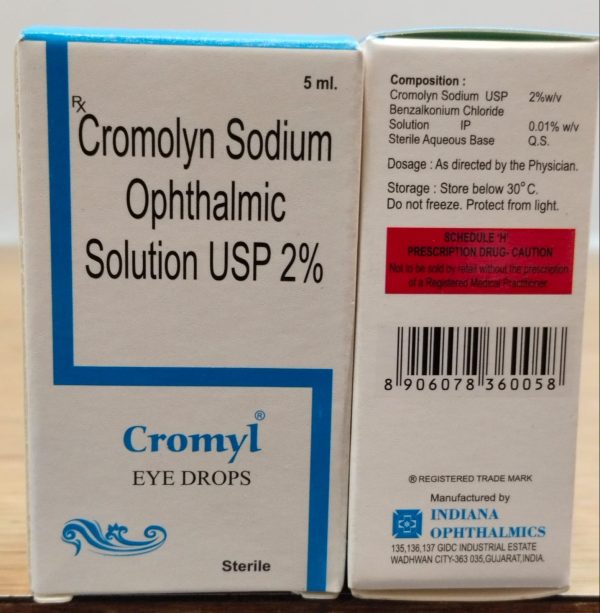 5 ml.
Rx
Cromolyn Sodium
Ophthalmic
Solution USP 2%
Cromyl®
EYE DROPS
Sterile
Composition :
Cromolyn Sodium USP 2%w/v
Benzalkonium Chloride
Solution IP 0.01% w/v
Sterile Aqueous Base Q.S.
Dosage : As directed by the Physician.
Storage : Store below 30°C.
Do not freeze. Protect from light.
SCHEDULE 'H'
PRESCRIPTION DRUG- CAUTION
Not to be sold by retail without the prescription
of a Registered Medical Practitioner.
8 906078 360058
® REGISTERED TRADE MARK
Manufactured by
INDIANA
OPHTHALMICS
135,136,137 GIDC INDUSTRIAL ESTATE
WADHWAN CITY-363 035,GUJARAT,INDIA.